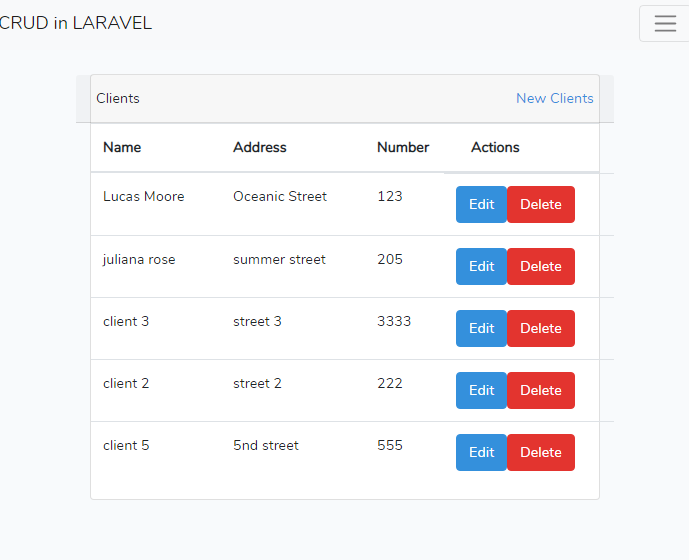 CRUD in LARAVEL
Clients New Clients
Name Address Number Actions
Lucas Moore Oceanic Street 123 Edit Delete
juliana rose summer street 205 Edit Delete
client 3 street 3 3333 Edit Delete
client 2 street 2 222 Edit Delete
client 5 5nd street 555 Edit Delete